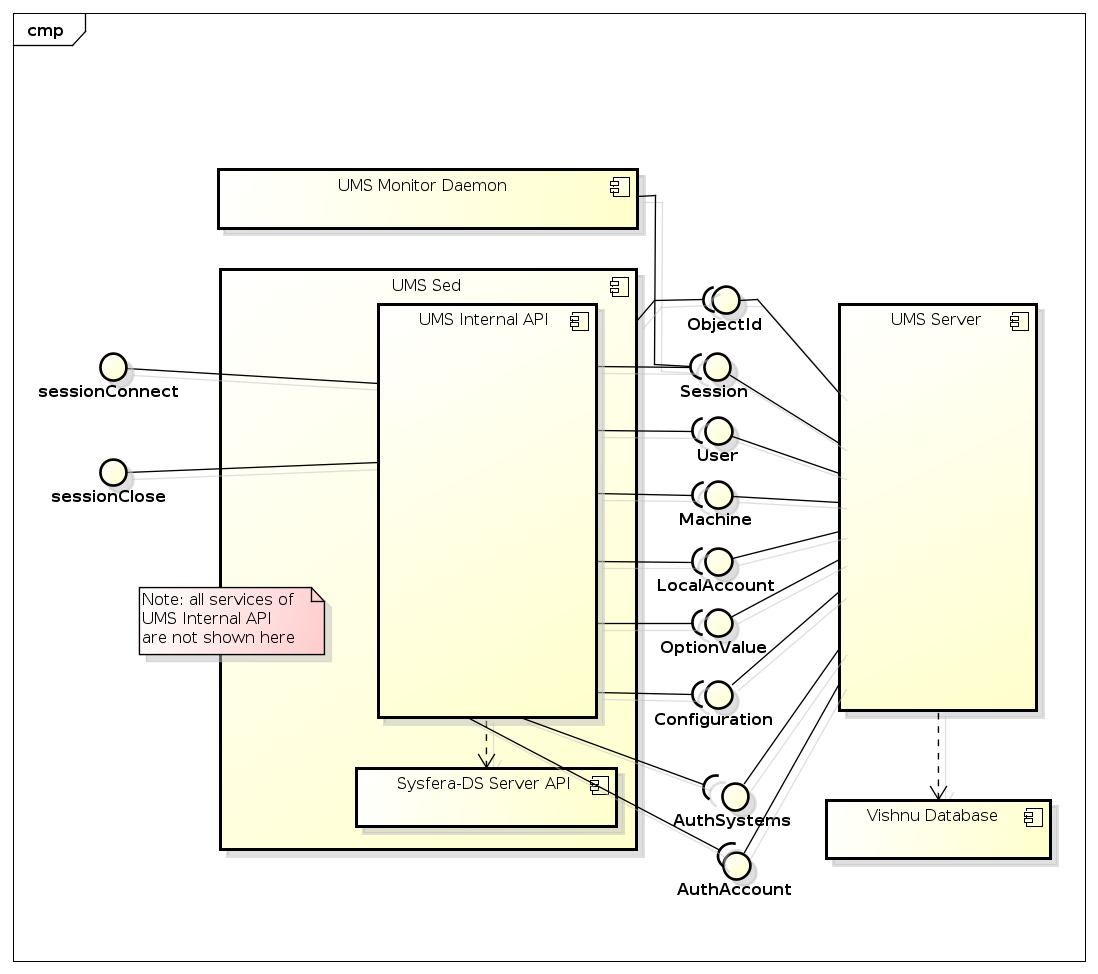 cmp
UMS Monitor Daemon
UMS Sed
UMS Internal API
UMS Server
ObjectId
sessionConnect
Session
User
sessionClose
Machine
LocalAccount
Note: all services of
UMS Internal API
are not shown here
OptionValue
Configuration
Sysfera-DS Server API
AuthSystems
Vishnu Database
AuthAccount